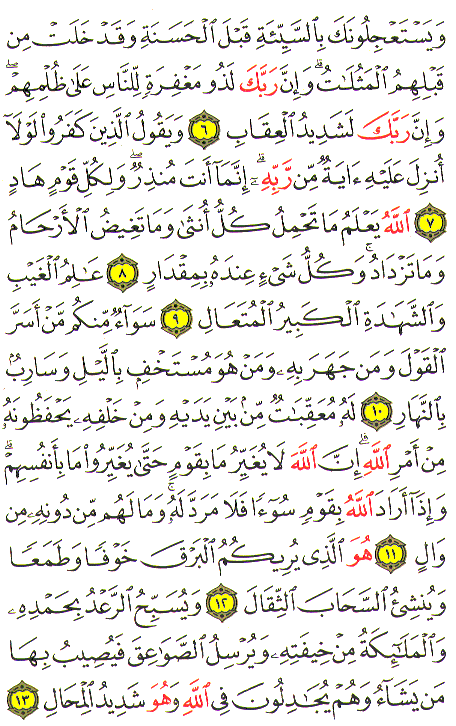 وَيَسْتَعْجِلُونَكَ بِٱلسَّيِّئَةِ قَبْلَ ٱلْحَسَنَةِ وَقَدْ خَلَتْ مِن
قَبْلِهِمُ ٱلْمَثُلَٰتُ ۗ وَإِنَّ رَبَّكَ لَذُو مَغْفِرَةٍ لِّلنَّاسِ عَلَىٰ ظُلْمِهِمْ ۖ
وَإِنَّ رَبَّكَ لَشَدِيدُ ٱلْعِقَابِ ٦ وَيَقُولُ ٱلَّذِينَ كَفَرُوا۟ لَوْلَآ
أُنزِلَ عَلَيْهِ ءَايَةٌ مِّن رَّبِّهِۦٓ ۗ إِنَّمَآ أَنتَ مُنذِرٌ ۖ وَلِكُلِّ قَوْمٍ هَادٍ
٧ ٱللَّهُ يَعْلَمُ مَا تَحْمِلُ كُلُّ أُنثَىٰ وَمَا تَغِيضُ ٱلْأَرْحَامُ
وَمَا تَزْدَادُ ۖ وَكُلُّ شَىْءٍ عِندَهُۥ بِمِقْدَارٍ ٨ عَٰلِمُ ٱلْغَيْبِ
وَٱلشَّهَٰدَةِ ٱلْكَبِيرُ ٱلْمُتَعَالِ ٩ سَوَآءٌ مِّنكُم مَّنْ أَسَرَّ
ٱلْقَوْلَ وَمَن جَهَرَ بِهِۦ وَمَنْ هُوَ مُسْتَخْفٍۭ بِٱلَّيْلِ وَسَارِبٌۢ
بِٱلنَّهَارِ ١٠ لَهُۥ مُعَقِّبَٰتٌ مِّنۢ بَيْنِ يَدَيْهِ وَمِنْ خَلْفِهِۦ يَحْفَظُونَهُۥ
مِنْ أَمْرِ ٱللَّهِ ۗ إِنَّ ٱللَّهَ لَا يُغَيِّرُ مَا بِقَوْمٍ حَتَّىٰ يُغَيِّرُوا۟ مَا بِأَنفُسِهِمْ ۗ
وَإِذَآ أَرَادَ ٱللَّهُ بِقَوْمٍ سُوٓءًا فَلَا مَرَدَّ لَهُۥ ۚ وَمَا لَهُم مِّن دُونِهِۦ مِن
وَالٍ ١١ هُوَ ٱلَّذِى يُرِيكُمُ ٱلْبَرْقَ خَوْفًا وَطَمَعًا
وَيُنشِئُ ٱلسَّحَابَ ٱلثِّقَالَ ١٢ وَيُسَبِّحُ ٱلرَّعْدُ بِحَمْدِهِۦ
وَٱلْمَلَٰٓئِكَةُ مِنْ خِيفَتِهِۦ وَيُرْسِلُ ٱلصَّوَٰعِقَ فَيُصِيبُ بِهَا
مَن يَشَآءُ وَهُمْ يُجَٰدِلُونَ فِى ٱللَّهِ وَهُوَ شَدِيدُ ٱلْمِحَالِ ١٣